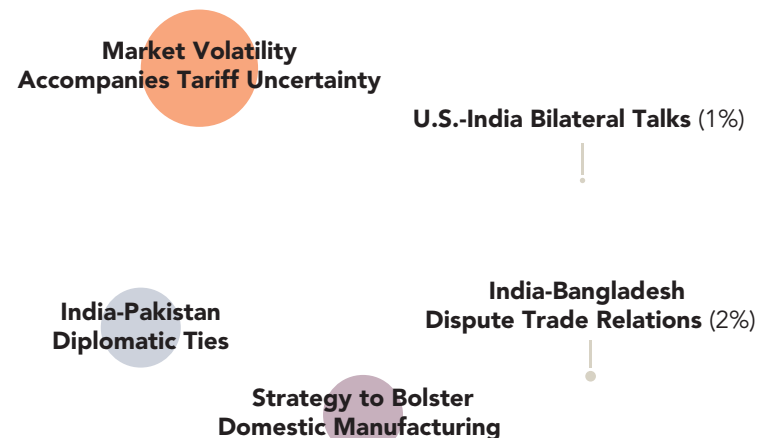 Market Volatility
Accompanies Tariff Uncertainty
U.S.-India Bilateral Talks (1%)
India-Pakistan
Diplomatic Ties
India-Bangladesh
Dispute Trade Relations (2%)
Strategy to Bolster
Domestic Manufacturing